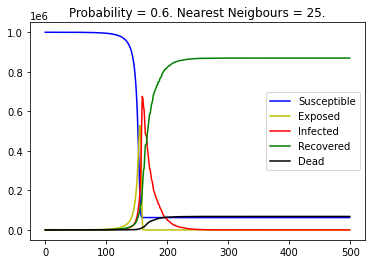 Probability = 0.6. Nearest Neigbours = 25.
1e6
1.0
0.8
0.6
0.4
0.2
0.0
Susceptible
Exposed
Infected
Recovered
Dead
0 100 200 300 400 500